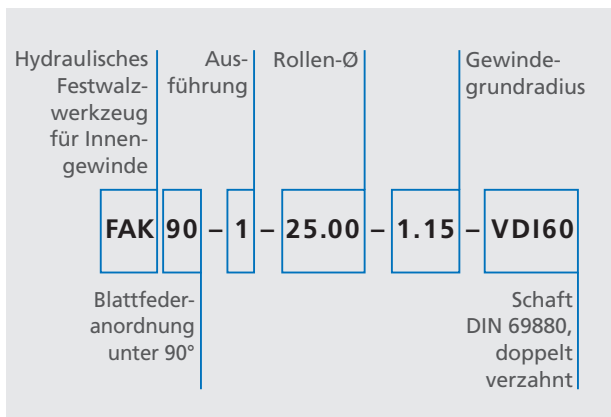 Hydraulisches
Festwalz-
werkzeug
für Innen-
gewinde
Aus-
führung
Rollen-Ø
Gewinde-
grundradius
FAK 90 – 1 – 25.00 – 1.15 – VDI60
Blattfeder-
anordnung
unter 90°
Schaft
DIN 69880,
doppelt
verzahnt